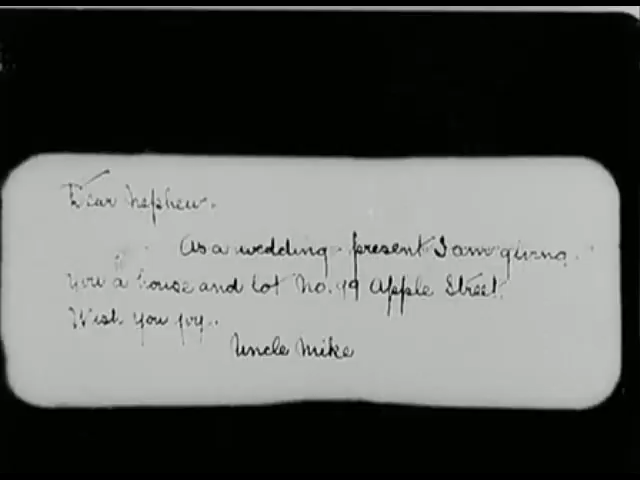 Dear Nephew.
As a wedding present I am giving
you a house and lot No. 99 Apple Street.
Wish you joy.
Uncle Mike